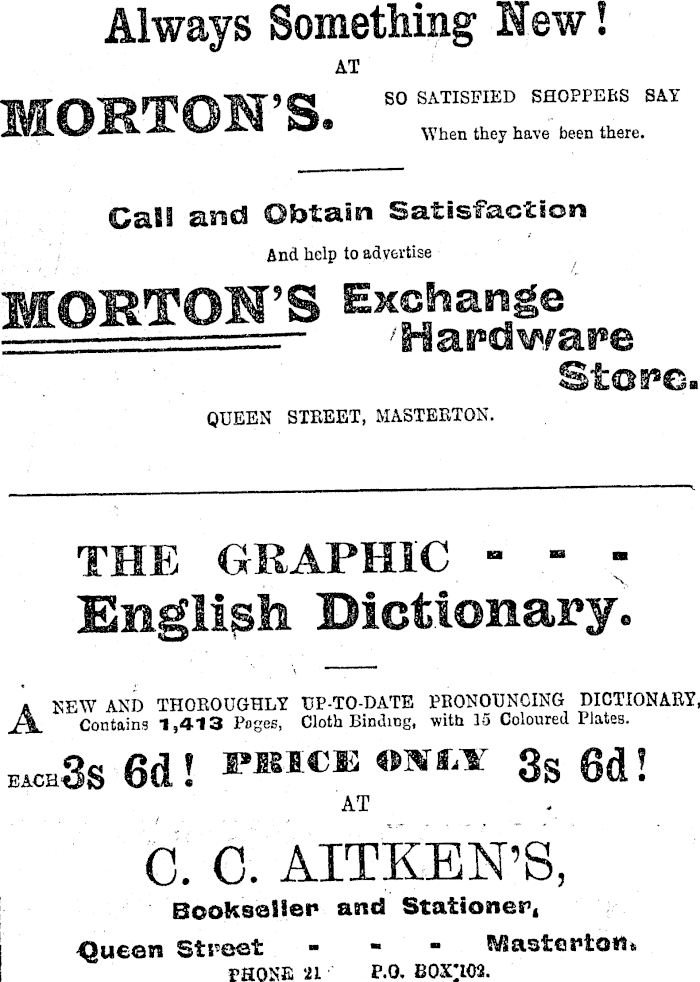 Always Something New!
AT
MORTON'S.
SO SATISFIED SHOPPERS SAY
When they have been there.
Call and Obtain Satisfaction
And help to advertise
MORTON'S Exchange
Hardware
Store.
QUEEN STREET, MASTERTON.
THE GRAPHIC - - -
English Dictionary.
A NEW AND THOROUGHLY UP-TO-DATE PRONOUNCING DICTIONARY,
Contains 1,413 Pages, Cloth Binding, with 15 Coloured Plates.
EACH 3s 6d! PRICE ONLY 3s 6d!
AT
C. C. AITKEN'S,
Bookseller and Stationer,
Queen Street - - - Masterton.
PHONE 21 P.O. BOX 102.